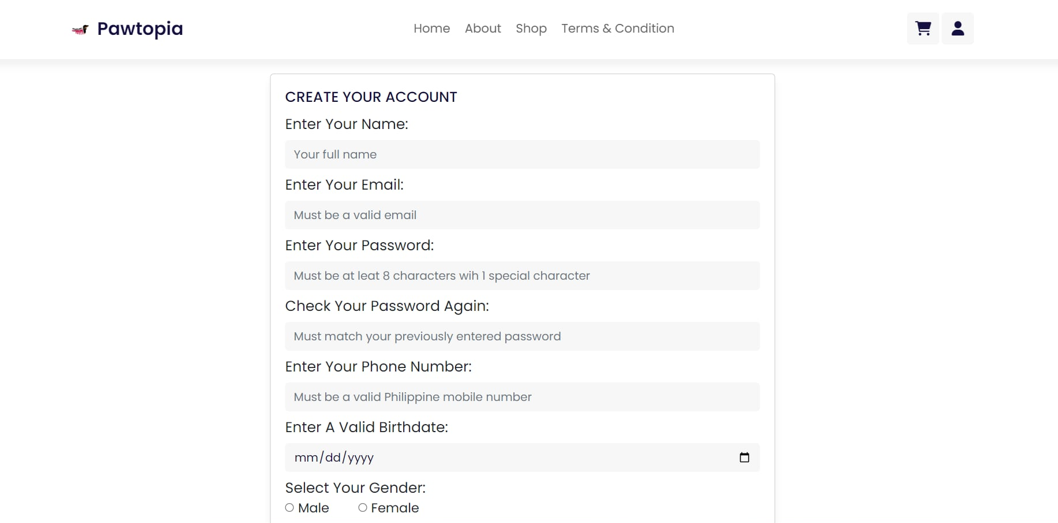 Pawtopia
Home About Shop Terms & Condition
CREATE YOUR ACCOUNT
Enter Your Name:
Your full name
Enter Your Email:
Must be a valid email
Enter Your Password:
Must be at leat 8 characters wih 1 special character
Check Your Password Again:
Must match your previously entered password
Enter Your Phone Number:
Must be a valid Philippine mobile number
Enter A Valid Birthdate:
mm/dd/yyyy
Select Your Gender:
Male Female